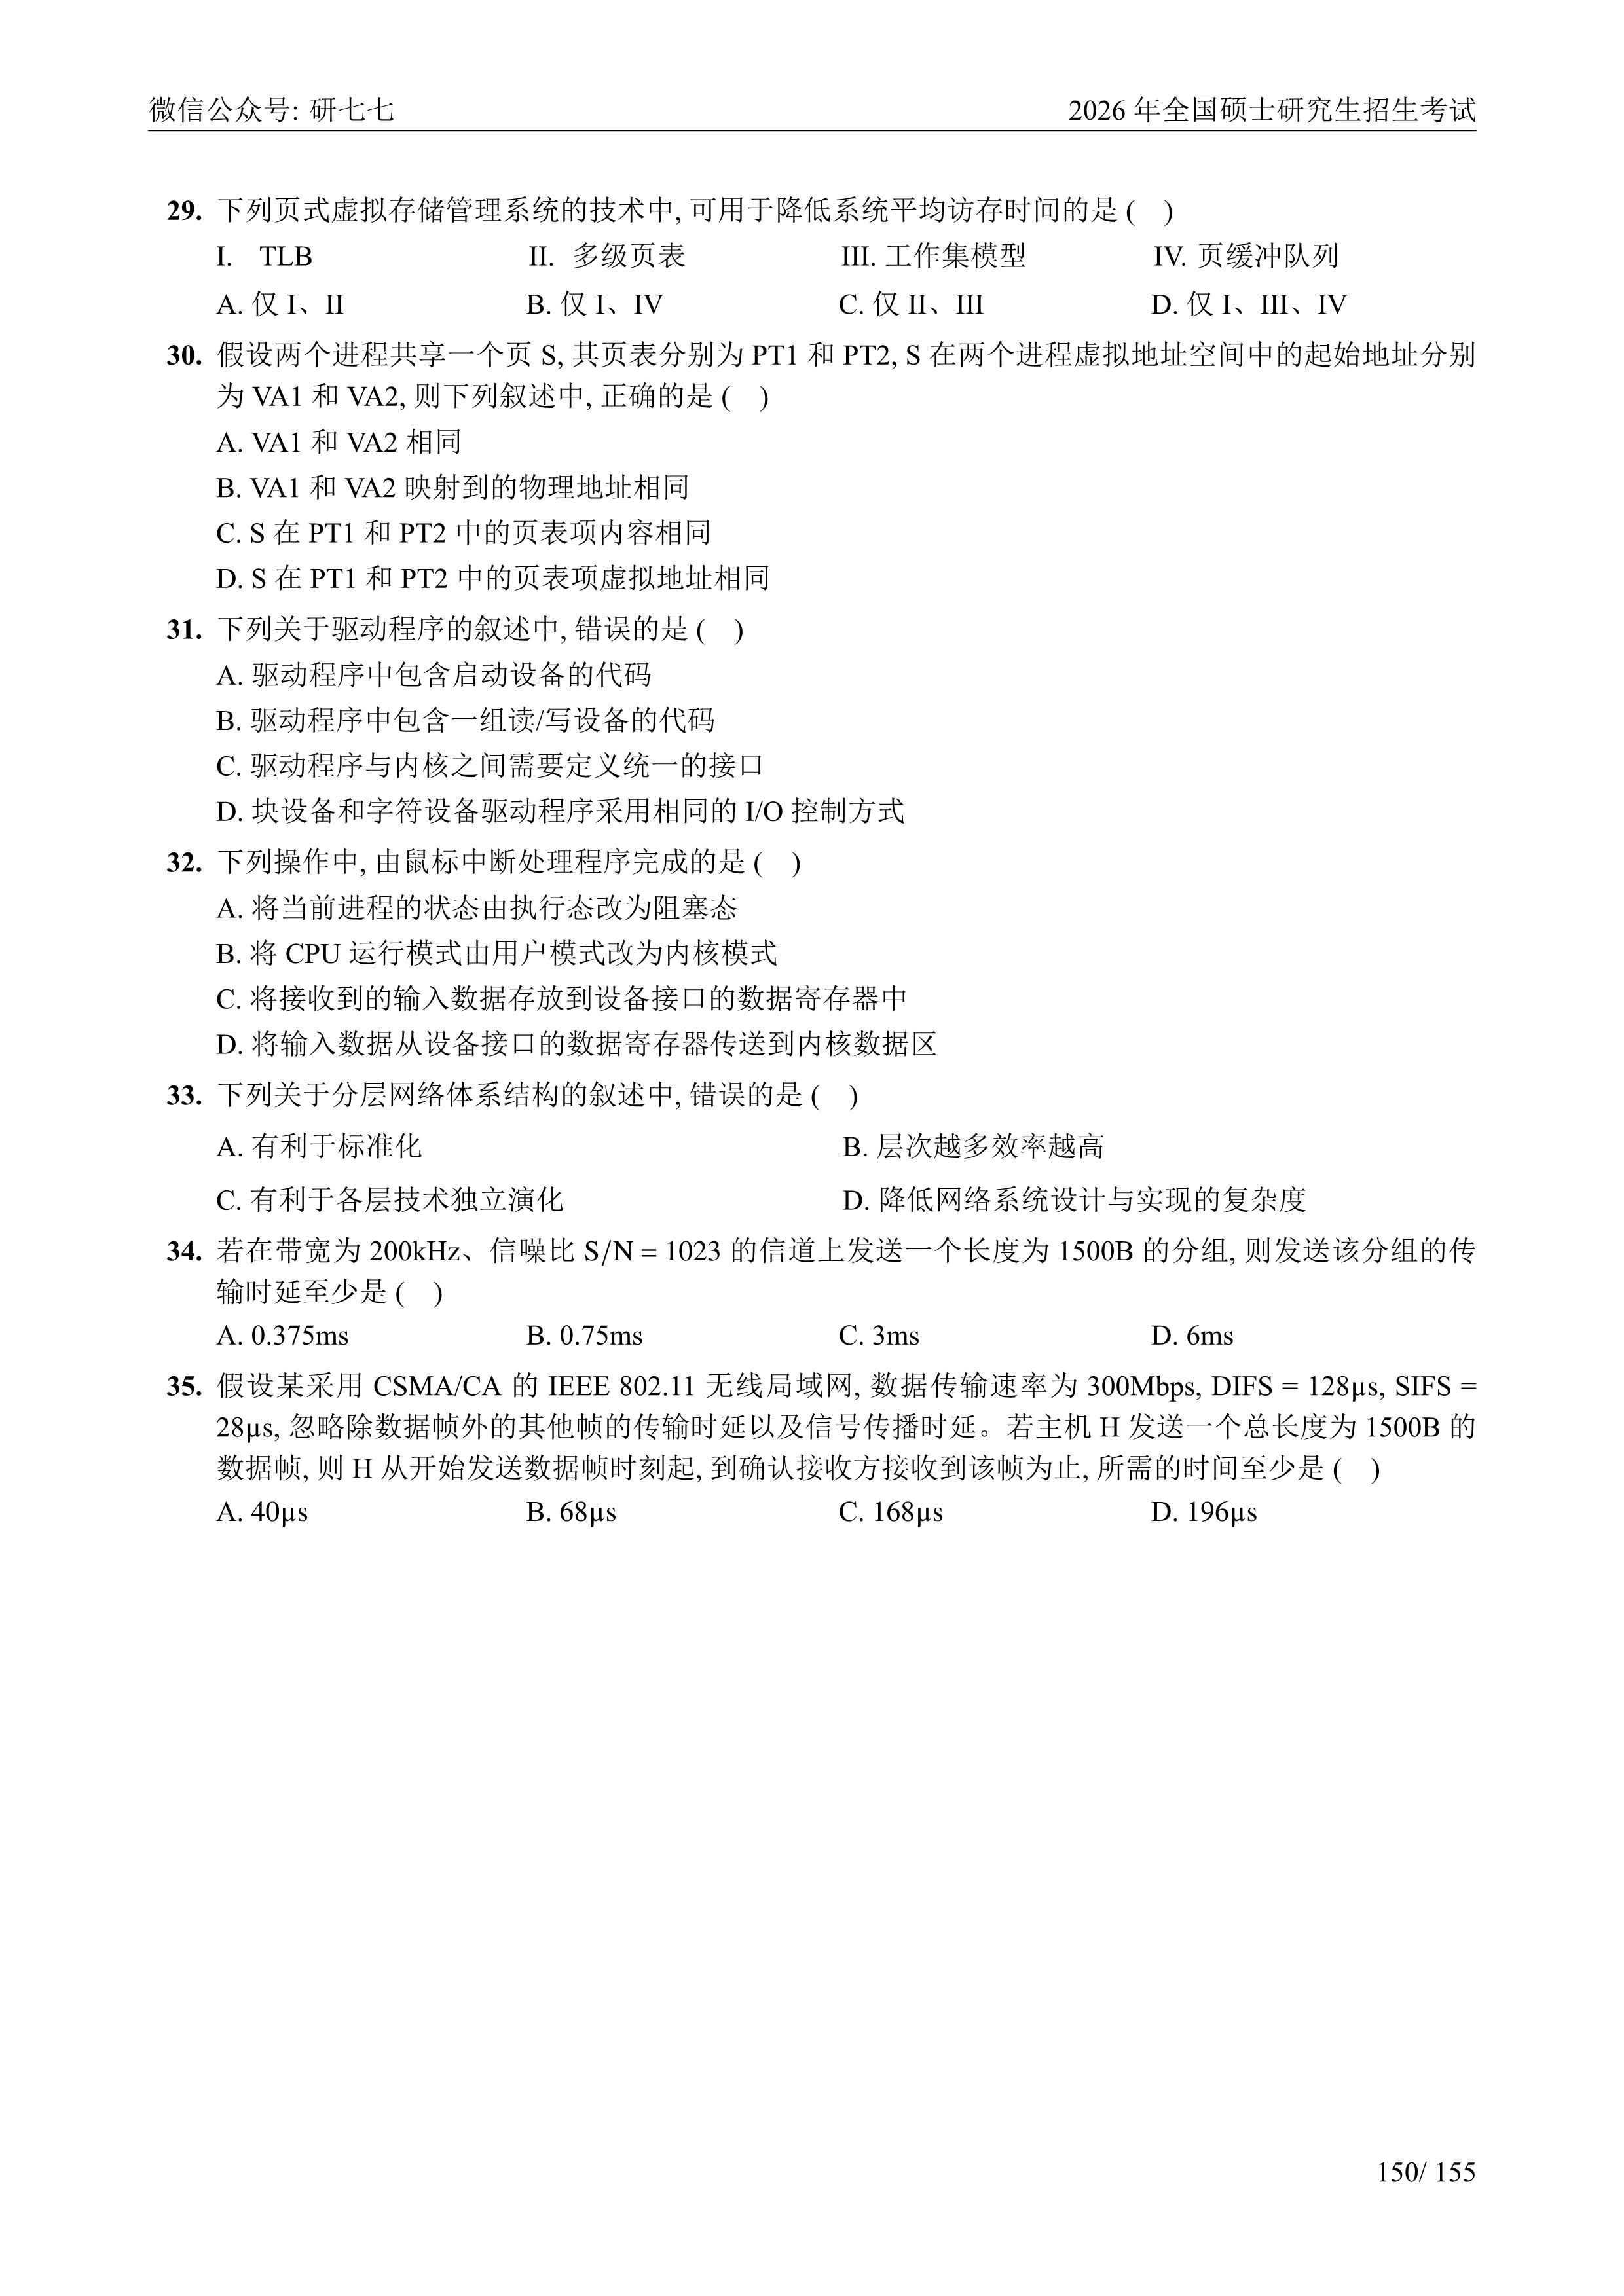 微信公众号: 研七七 2026 年全国硕士研究生招生考试
29. 下列页式虚拟存储管理系统的技术中, 可用于降低系统平均访存时间的是 (   )
I. TLB II. 多级页表 III. 工作集模型 IV. 页缓冲队列
A. 仅 I、II B. 仅 I、IV C. 仅 II、III D. 仅 I、III、IV
30. 假设两个进程共享一个页 S, 其页表分别为 PT1 和 PT2, S 在两个进程虚拟地址空间中的起始地址分别
为 VA1 和 VA2, 则下列叙述中, 正确的是 (   )
A. VA1 和 VA2 相同
B. VA1 和 VA2 映射到的物理地址相同
C. S 在 PT1 和 PT2 中的页表项内容相同
D. S 在 PT1 和 PT2 中的页表项虚拟地址相同
31. 下列关于驱动程序的叙述中, 错误的是 (   )
A. 驱动程序中包含启动设备的代码
B. 驱动程序中包含一组读/写设备的代码
C. 驱动程序与内核之间需要定义统一的接口
D. 块设备和字符设备驱动程序采用相同的 I/O 控制方式
32. 下列操作中, 由鼠标中断处理程序完成的是 (   )
A. 将当前进程的状态由执行态改为阻塞态
B. 将 CPU 运行模式由用户模式改为内核模式
C. 将接收到的输入数据存放到设备接口的数据寄存器中
D. 将输入数据从设备接口的数据寄存器传送到内核数据区
33. 下列关于分层网络体系结构的叙述中, 错误的是 (   )
A. 有利于标准化 B. 层次越多效率越高
C. 有利于各层技术独立演化 D. 降低网络系统设计与实现的复杂度
34. 若在带宽为 200kHz、信噪比 S/N = 1023 的信道上发送一个长度为 1500B 的分组, 则发送该分组的传
输时延至少是 (   )
A. 0.375ms B. 0.75ms C. 3ms D. 6ms
35. 假设某采用 CSMA/CA 的 IEEE 802.11 无线局域网, 数据传输速率为 300Mbps, DIFS = 128μs, SIFS =
28μs, 忽略除数据帧外的其他帧的传输时延以及信号传播时延。若主机 H 发送一个总长度为 1500B 的
数据帧, 则 H 从开始发送数据帧时刻起, 到确认接收方接收到该帧为止, 所需的时间至少是 (   )
A. 40μs B. 68μs C. 168μs D. 196μs
150/ 155